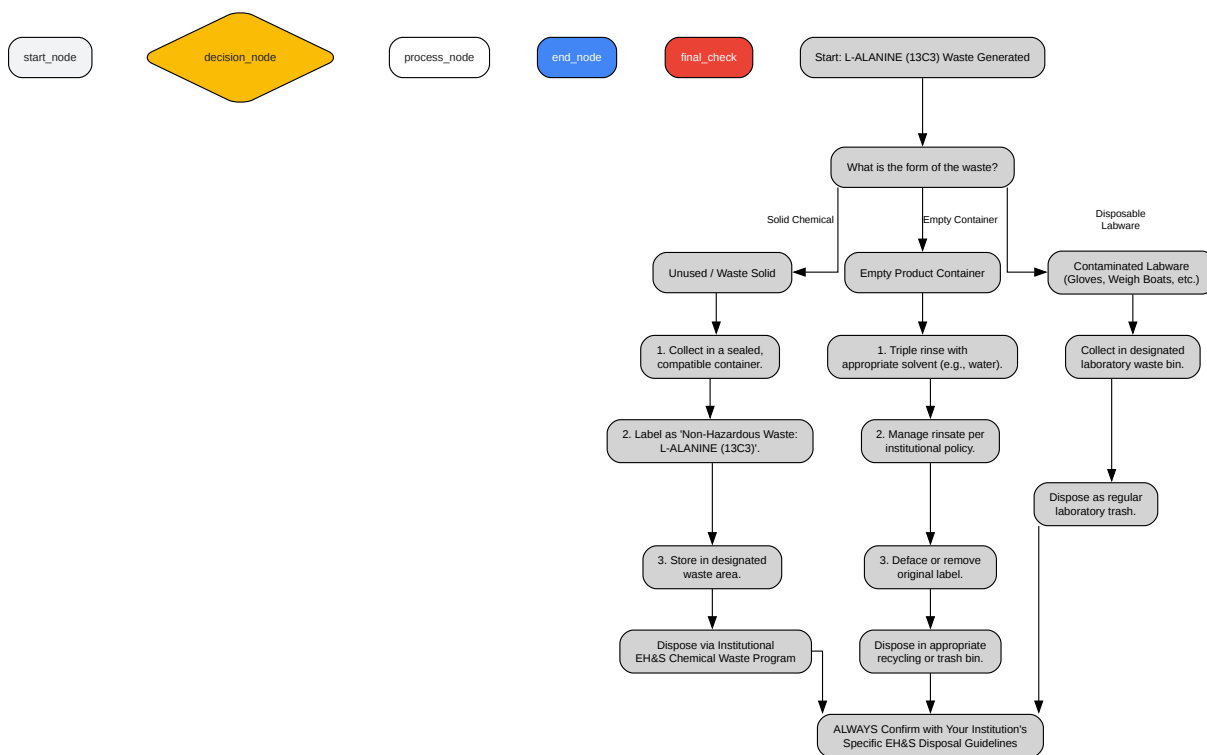 start_node
decision_node
process_node
end_node
final_check
Start: L-ALANINE (13C3) Waste Generated
What is the form of the waste?
Solid Chemical
Empty Container
Disposable
Labware
Unused / Waste Solid
Empty Product Container
Contaminated Labware
(Gloves, Weigh Boats, etc.)
1. Collect in a sealed,
compatible container.
1. Triple rinse with
appropriate solvent (e.g., water).
Collect in designated
laboratory waste bin.
2. Label as 'Non-Hazardous Waste:
L-ALANINE (13C3)'.
2. Manage rinsate per
institutional policy.
Dispose as regular
laboratory trash.
3. Store in designated
waste area.
3. Deface or remove
original label.
Dispose via Institutional
EH&S Chemical Waste Program
Dispose in appropriate
recycling or trash bin.
ALWAYS Confirm with Your Institution's
Specific EH&S Disposal Guidelines